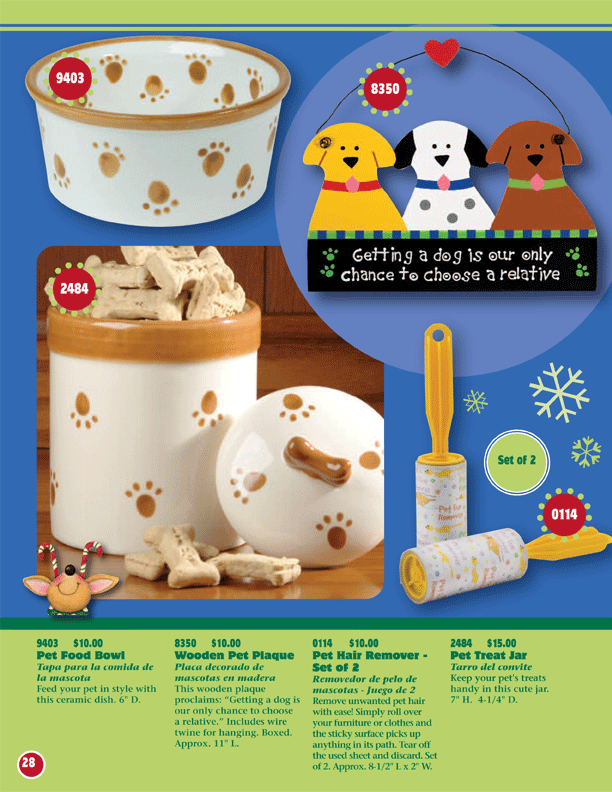 9403
8350
Getting a dog is our only
chance to choose a relative
2484
Set of 2
Pet Hair
Remover
0114
9403 $10.00
Pet Food Bowl
Tapa para la comida de
la mascota
Feed your pet in style with
this ceramic dish. 6" D.
8350 $10.00
Wooden Pet Plaque
Placa decorado de
mascotas en madera
This wooden plaque
proclaims: “Getting a dog is
our only chance to choose
a relative.” Includes wire
twine for hanging. Boxed.
Approx. 11" L.
0114 $10.00
Pet Hair Remover -
Set of 2
Removedor de pelo de
mascotas - Juego de 2
Remove unwanted pet hair
with ease! Simply roll over
your furniture or clothes and
the sticky surface picks up
anything in its path. Tear off
the used sheet and discard. Set
of 2. Approx. 8-1/2" L x 2" W.
2484 $15.00
Pet Treat Jar
Tarro del convite
Keep your pet's treats
handy in this cute jar.
7" H. 4-1/4" D.
28